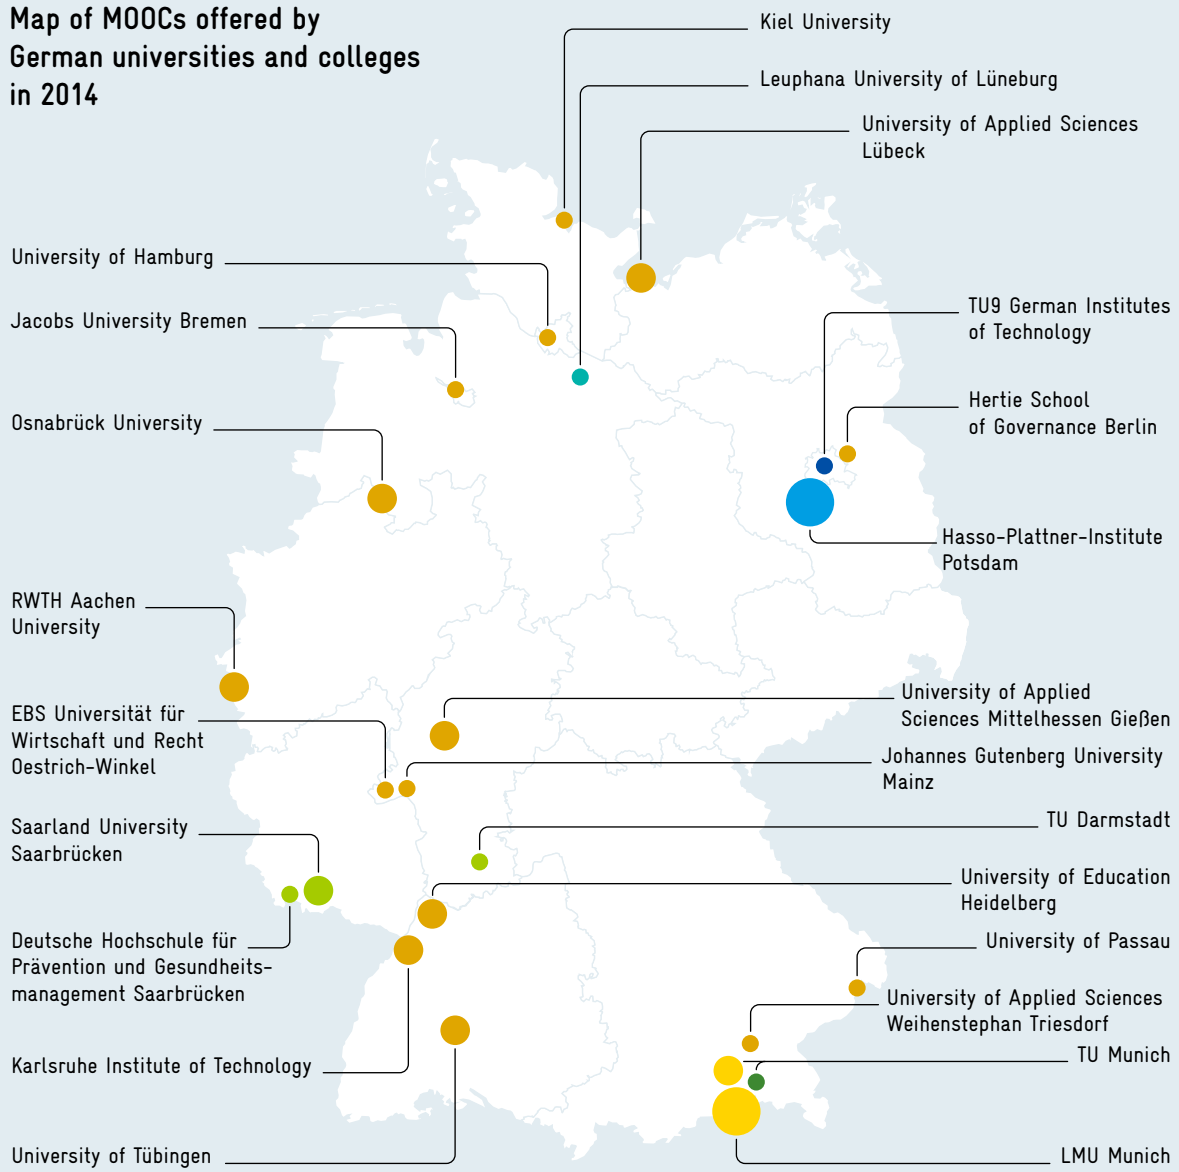 Map of MOOCs offered by
German universities and colleges
in 2014
Kiel University
Leuphana University of Lüneburg
University of Applied Sciences
Lübeck
University of Hamburg
Jacobs University Bremen
TU9 German Institutes
of Technology
Hertie School
of Governance Berlin
Osnabrück University
Hasso-Plattner-Institute
Potsdam
RWTH Aachen
University
University of Applied
Sciences Mittelhessen Gießen
EBS Universität für
Wirtschaft und Recht
Oestrich-Winkel
Johannes Gutenberg University
Mainz
Saarland University
Saarbrücken
TU Darmstadt
University of Education
Heidelberg
Deutsche Hochschule für
Prävention und Gesundheits-
management Saarbrücken
University of Passau
University of Applied Sciences
Weihenstephan Triesdorf
Karlsruhe Institute of Technology
TU Munich
University of Tübingen
LMU Munich